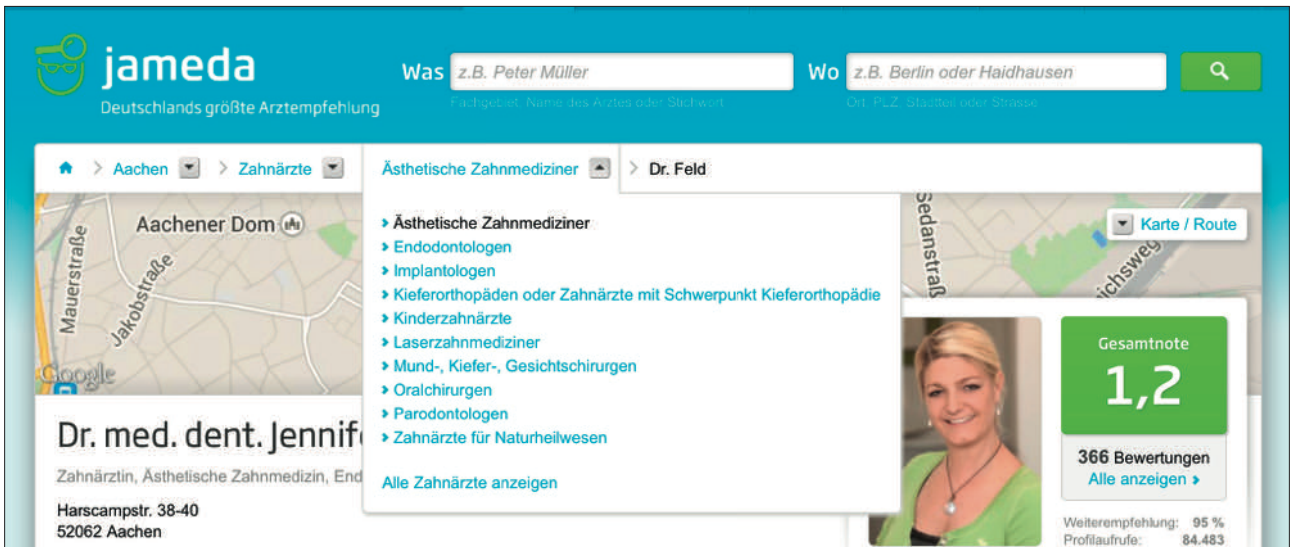 jameda
Deutschlands größte Arztempfehlung
Was z.B. Peter Müller Wo z.B. Berlin oder Haidhausen
Fachgebiet, Name des Arztes oder Stichwort Ort, PLZ, Stadtteil oder Strasse
> Aachen > Zahnärzte Ästhetische Zahnmediziner > Dr. Feld
Aachener Dom
Mauerstraße
Jakobstraße
Google
Sedanstraß
ichsweg
Karte / Route
Ästhetische Zahnmediziner
Endodontologen
Implantologen
Kieferorthopäden oder Zahnärzte mit Schwerpunkt Kieferorthopädie
Kinderzahnärzte
Laserzahnmediziner
Mund-, Kiefer-, Gesichtschirurgen
Oralchirurgen
Parodontologen
Zahnärzte für Naturheilwesen
Alle Zahnärzte anzeigen
Dr. med. dent. Jennif
Zahnärztin, Ästhetische Zahnmedizin, End
Harscampstr. 38-40
52062 Aachen
Gesamtnote
1,2
366 Bewertungen
Alle anzeigen >
Weiterempfehlung: 95 %
Profilaufrufe: 84.483